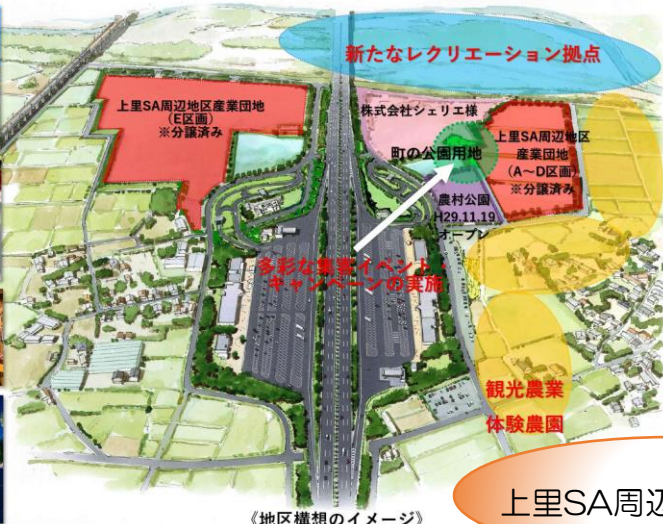 新たなレクリエーション拠点
上里SA周辺地区産業団地
(E区画)
※分譲済み
株式会社シェリエ様
町の公園用地
上里SA周辺地区
産業団地
(A～D区画)
※分譲済み
農村公園
H29.11.19
オープン
多彩な集客イベント・
キャンペーンの実施
観光農業
体験農園
《地区構想のイメージ》
上里SA周辺